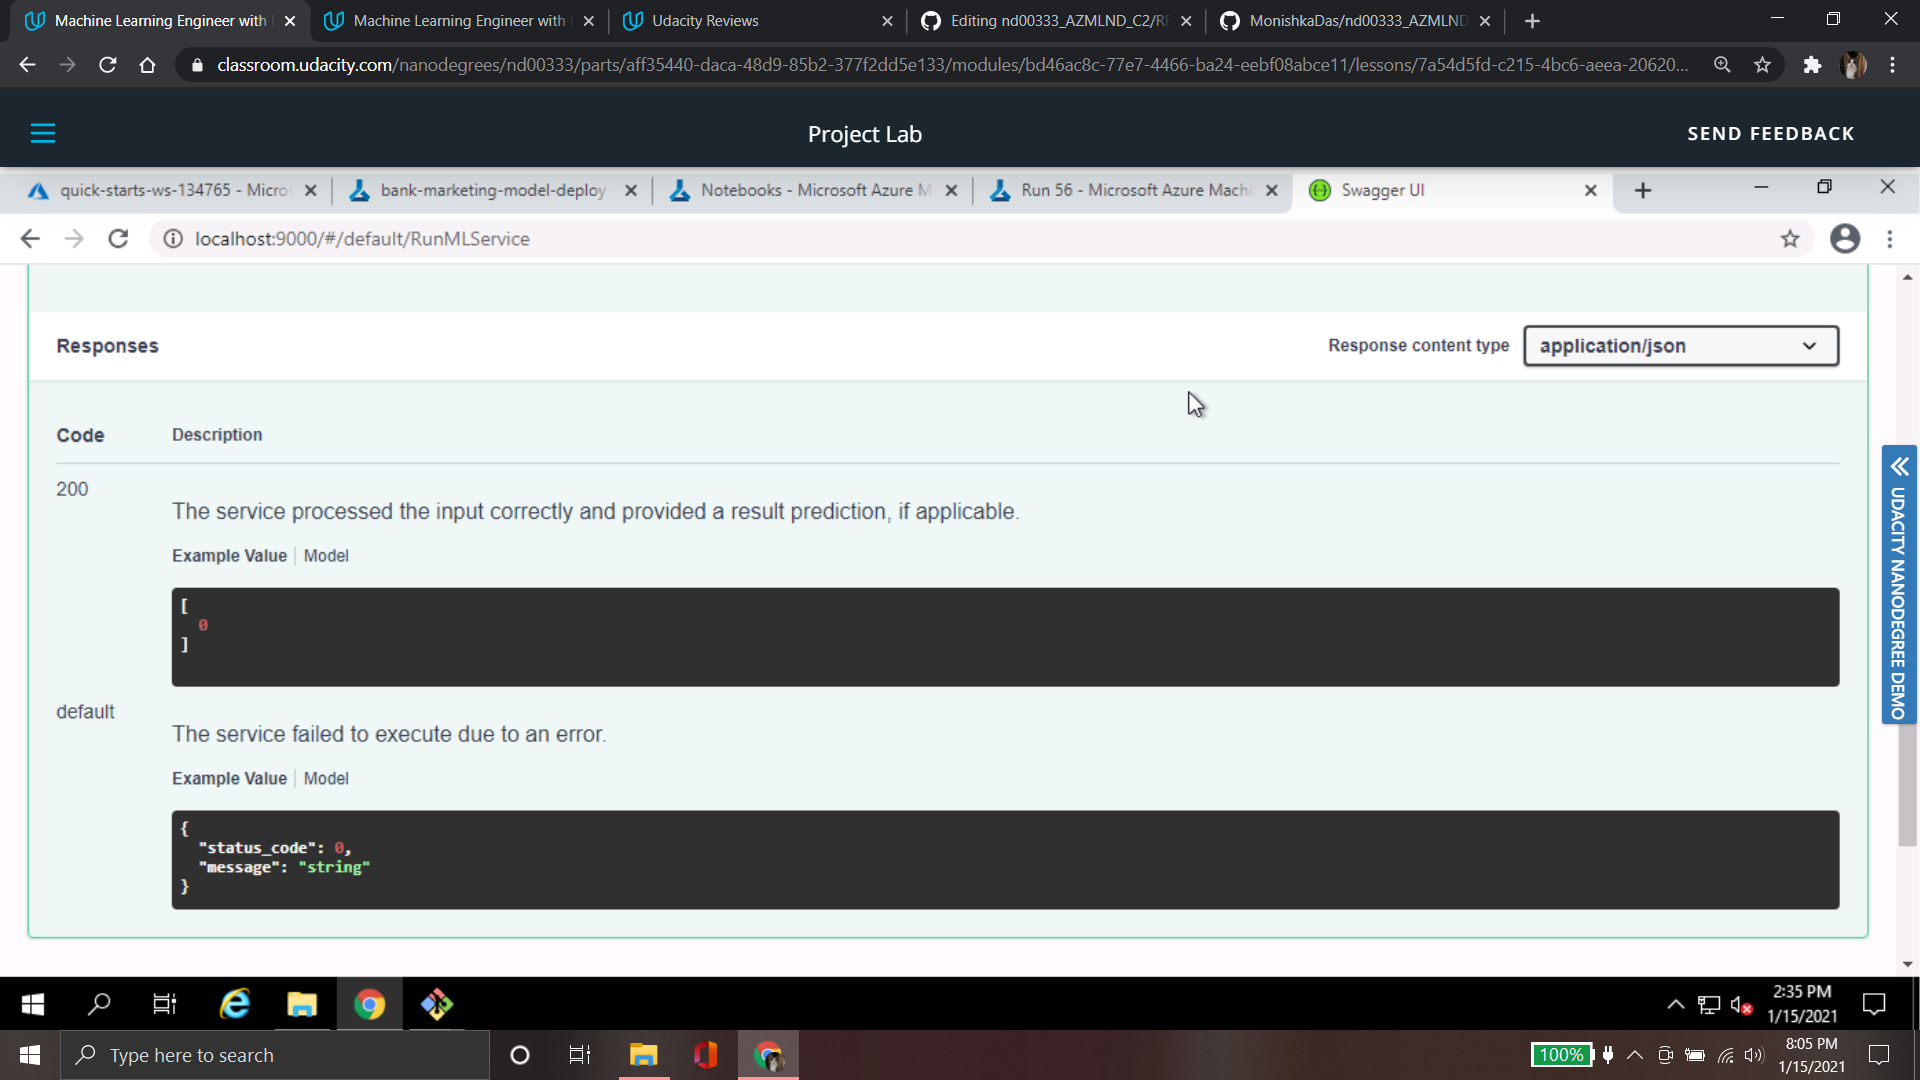 Machine Learning Engineer with
Machine Learning Engineer with
Udacity Reviews
Editing nd00333_AZMLND_C2/RE
MonishkaDas/nd00333_AZMLND
classroom.udacity.com/nanodegrees/nd00333/parts/aff35440-daca-48d9-85b2-377f2dd5e133/modules/bd46ac8c-77e7-4466-ba24-eebf08abce11/lessons/7a54d5fd-c215-4bc6-aeea-20620...
Project Lab
SEND FEEDBACK
quick-starts-ws-134765 - Micro
bank-marketing-model-deploy
Notebooks - Microsoft Azure M
Run 56 - Microsoft Azure Machi
Swagger UI
localhost:9000/#/default/RunMLService
Responses
Response content type
application/json
Code
Description
200
The service processed the input correctly and provided a result prediction, if applicable.
Example Value | Model
[
0
]
default
The service failed to execute due to an error.
Example Value | Model
{
"status_code": 0,
"message": "string"
}
UDACITY NANODEGREE DEMO
2:35 PM
1/15/2021
Type here to search
100%
8:05 PM
1/15/2021